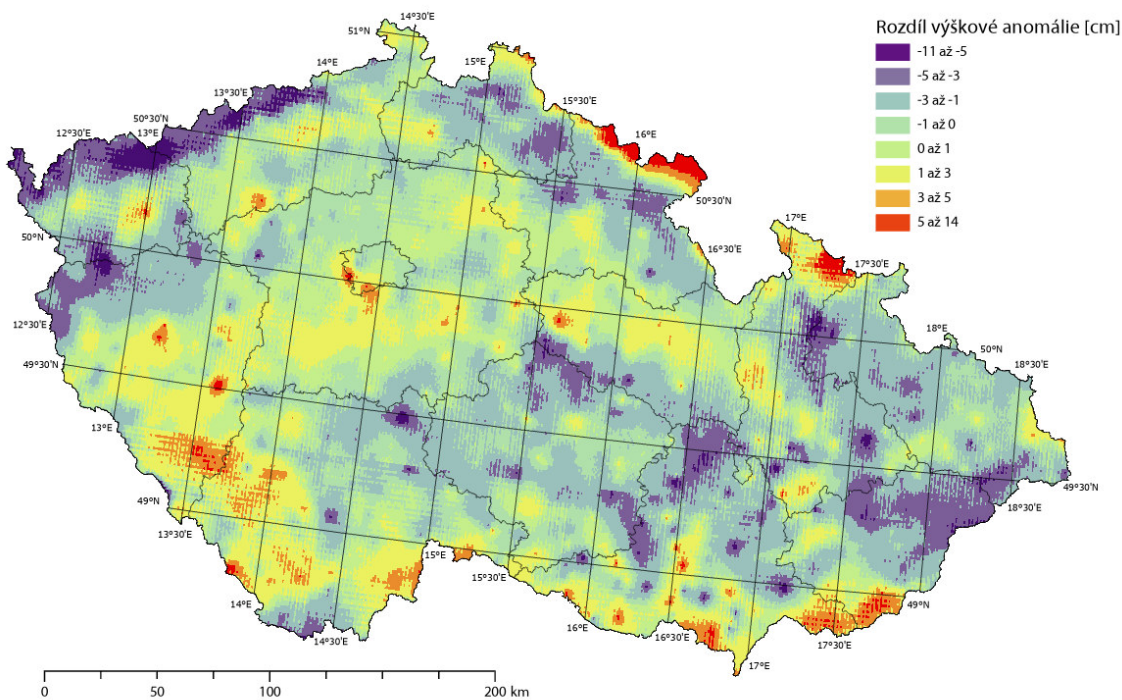 14°30'E
51°N
Rozdíl výškové anomálie [cm]
-11 až -5
-5 až -3
-3 až -1
-1 až 0
0 až 1
1 až 3
3 až 5
5 až 14
15°E
14°E
13°30'E
50°30'N
13°E
12°30'E
15°30'E
16°E
50°30'N
17°E
50°N
16°30'E
17°30'E
12°30'E
18°E
50°N
49°30'N
18°30'E
13°E
49°30'N
49°N
18°30'E
13°30'E
15°E
15°30'E
14°E
49°N
16°E
14°30'E
16°30'E
17°30'E
17°E
0 50 100 200 km